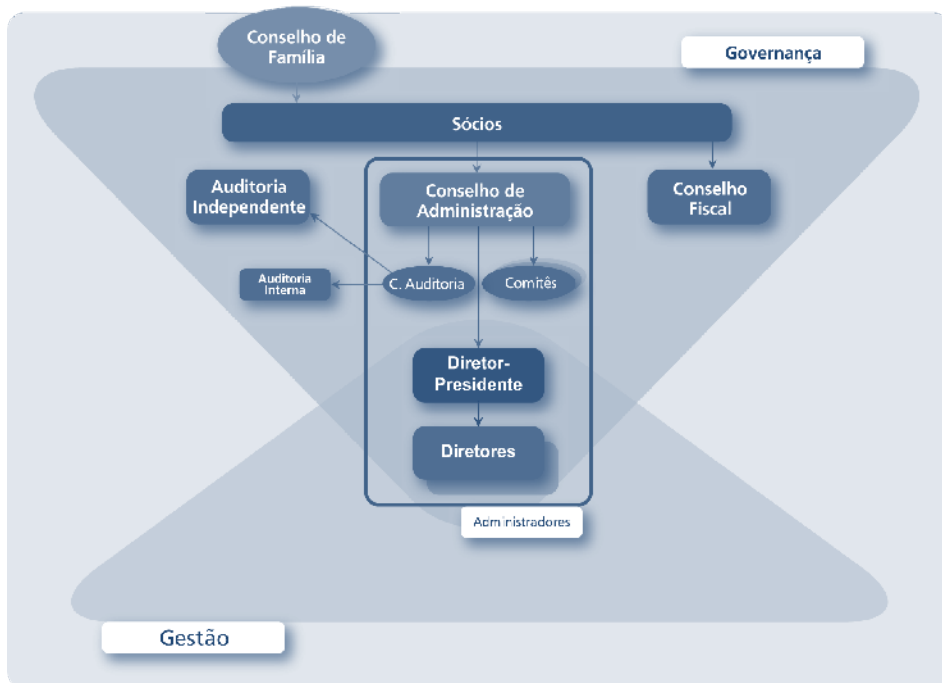 Conselho de
Família
Governança
Sócios
Auditoria
Independente
Conselho de
Administração
Conselho
Fiscal
Auditoria
Interna
C. Auditoria
Comitês
Diretor-
Presidente
Diretores
Administradores
Gestão